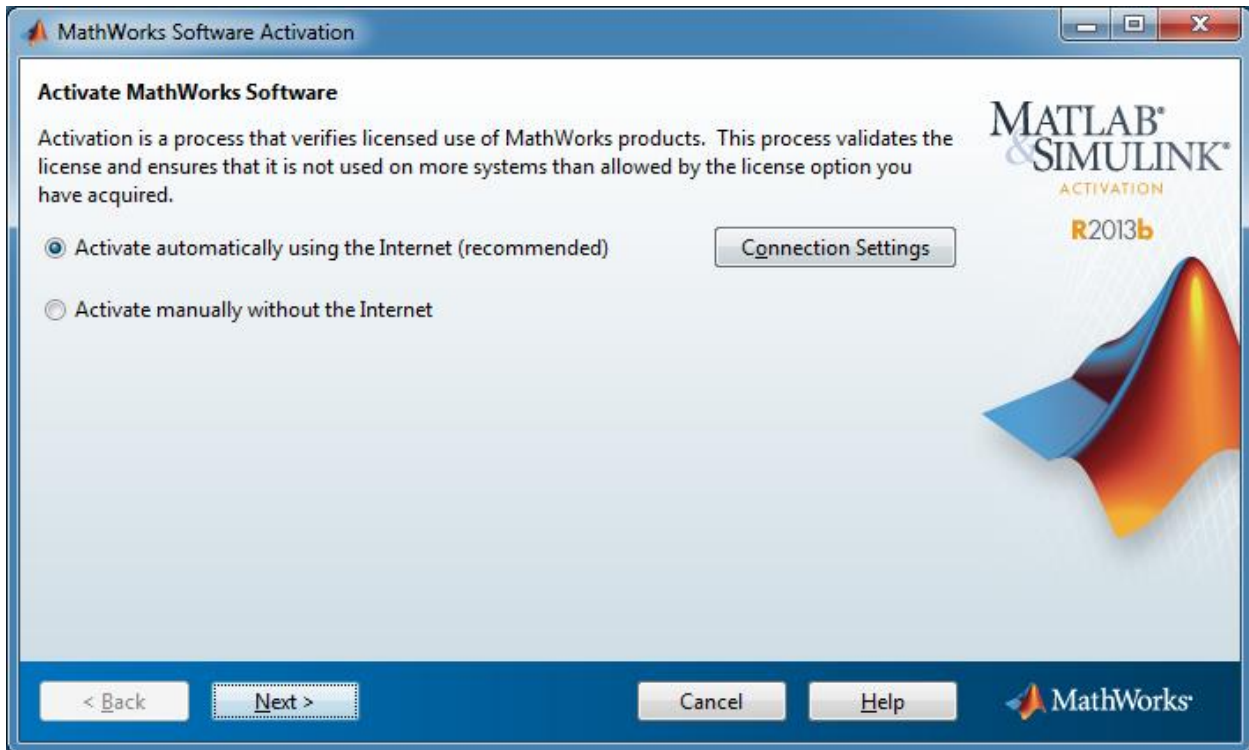 MathWorks Software Activation
Activate MathWorks Software
Activation is a process that verifies licensed use of MathWorks products. This process validates the
license and ensures that it is not used on more systems than allowed by the license option you
have acquired.
Activate automatically using the Internet (recommended)
Connection Settings
Activate manually without the Internet
MATLAB®
&SIMULINK®
ACTIVATION
R2013b
< Back
Next >
Cancel
Help
MathWorks®